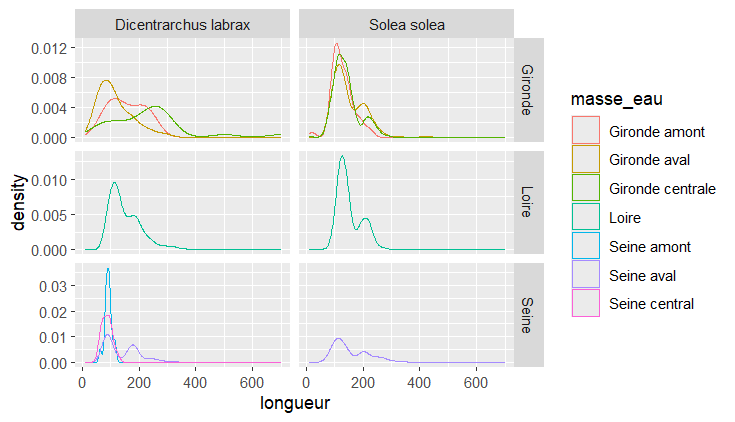 Dicentrarchus labrax
Solea solea
0.012
0.008
0.004
0.000
Gironde
0.010
0.005
0.000
Loire
0.03
0.02
0.01
0.00
Seine
0 200 400 600
0 200 400 600
longueur
density
masse_eau
Gironde amont
Gironde aval
Gironde centrale
Loire
Seine amont
Seine aval
Seine central